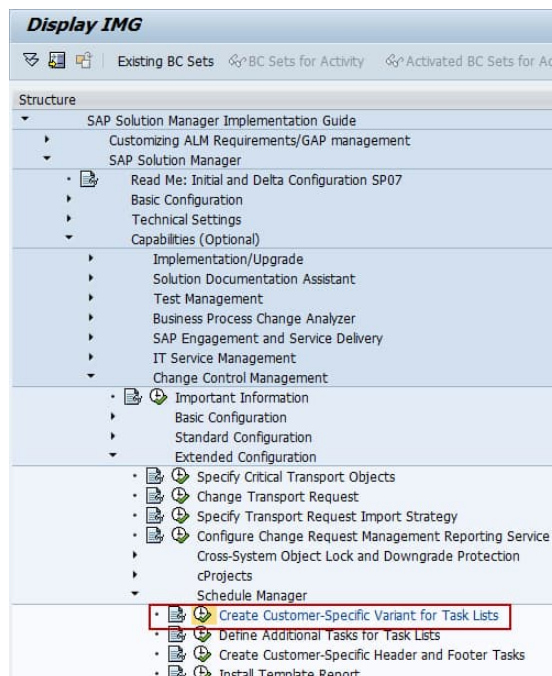 Display IMG
Existing BC Sets BC Sets for Activity Activated BC Sets for Ac
Structure
SAP Solution Manager Implementation Guide
Customizing ALM Requirements/GAP management
SAP Solution Manager
Read Me: Initial and Delta Configuration SP07
Basic Configuration
Technical Settings
Capabilities (Optional)
Implementation/Upgrade
Solution Documentation Assistant
Test Management
Business Process Change Analyzer
SAP Engagement and Service Delivery
IT Service Management
Change Control Management
Important Information
Basic Configuration
Standard Configuration
Extended Configuration
Specify Critical Transport Objects
Change Transport Request
Specify Transport Request Import Strategy
Configure Change Request Management Reporting Service
Cross-System Object Lock and Downgrade Protection
cProjects
Schedule Manager
Create Customer-Specific Variant for Task Lists
Define Additional Tasks for Task Lists
Create Customer-Specific Header and Footer Tasks
Install Template Report